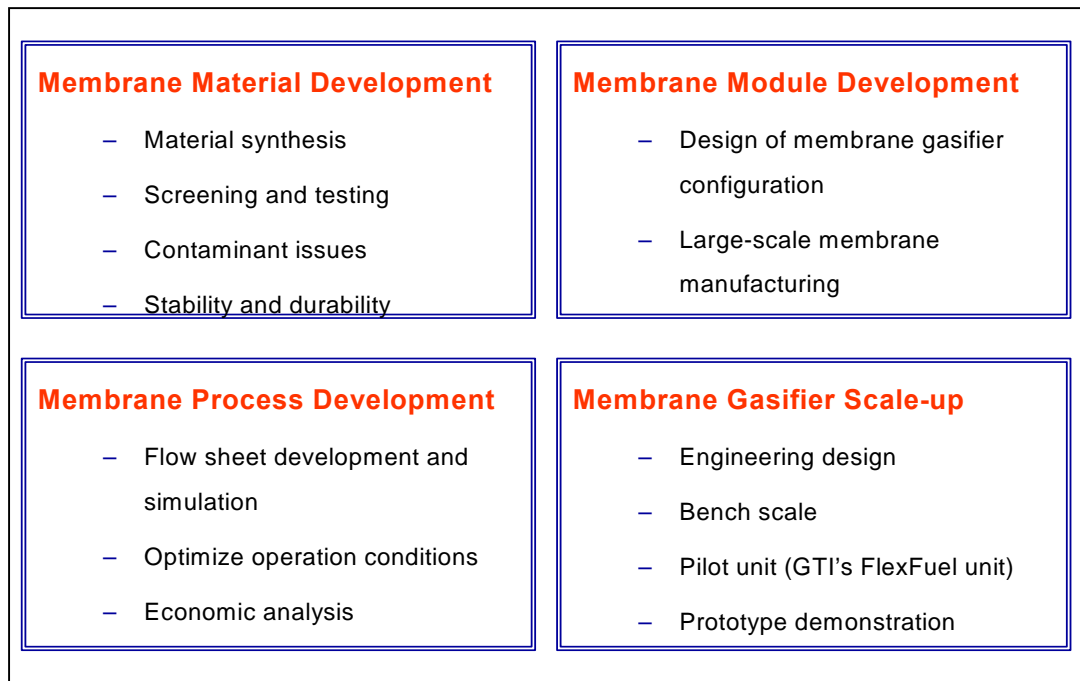 Membrane Material Development
– Material synthesis
– Screening and testing
– Contaminant issues
– Stability and durability
Membrane Module Development
– Design of membrane gasifier
configuration
– Large-scale membrane
manufacturing
Membrane Process Development
– Flow sheet development and
simulation
– Optimize operation conditions
– Economic analysis
Membrane Gasifier Scale-up
– Engineering design
– Bench scale
– Pilot unit (GTI's FlexFuel unit)
– Prototype demonstration